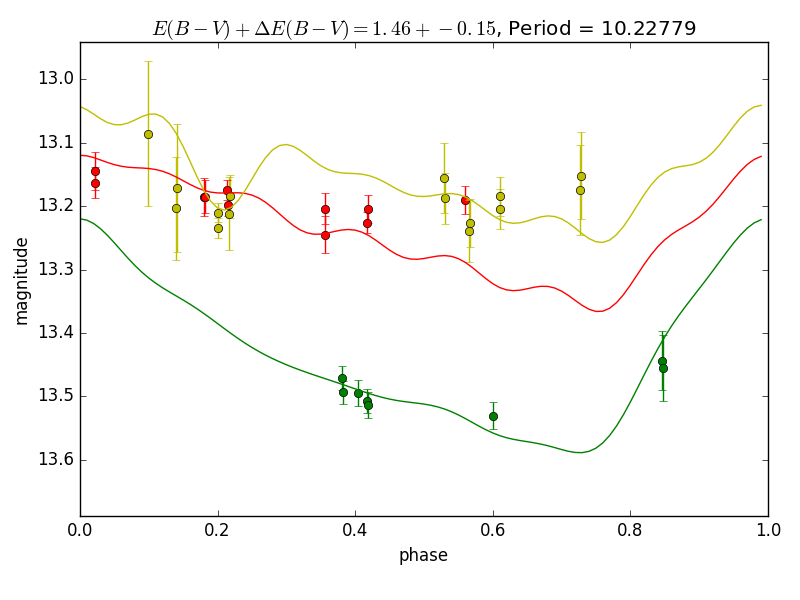 E(B − V) + ΔE(B − V) = 1.46 + −0.15, Period = 10.22779
13.0
13.1
13.2
13.3
13.4
13.5
13.6
magnitude
0.0 0.2 0.4 0.6 0.8 1.0
phase